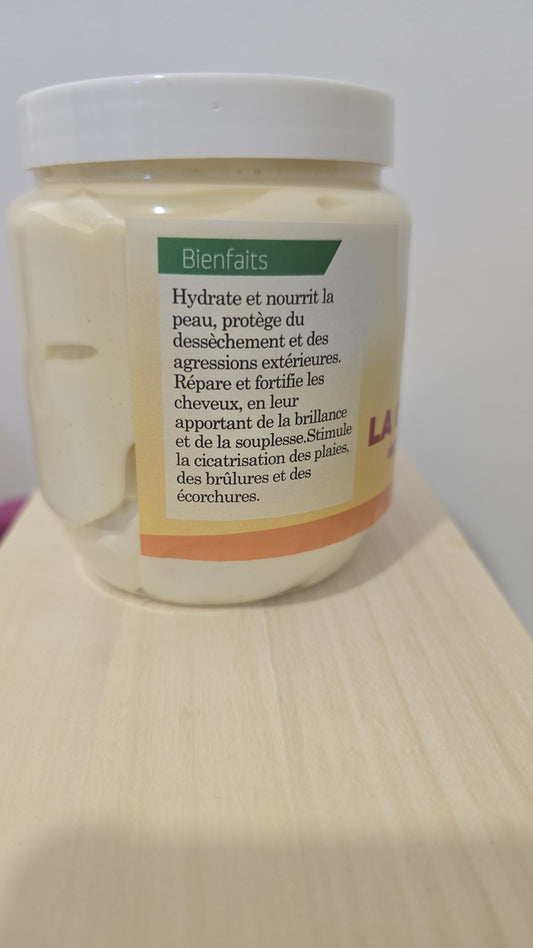 Bienfaits
Hydrate et nourrit la
peau, protège du
dessèchement et des
agressions extérieures.
Répare et fortifie les
cheveux, en leur
apportant de la brillance
et de la souplesse.Stimule
la cicatrisation des plaies,
des brûlures et des
écorchures.
LA